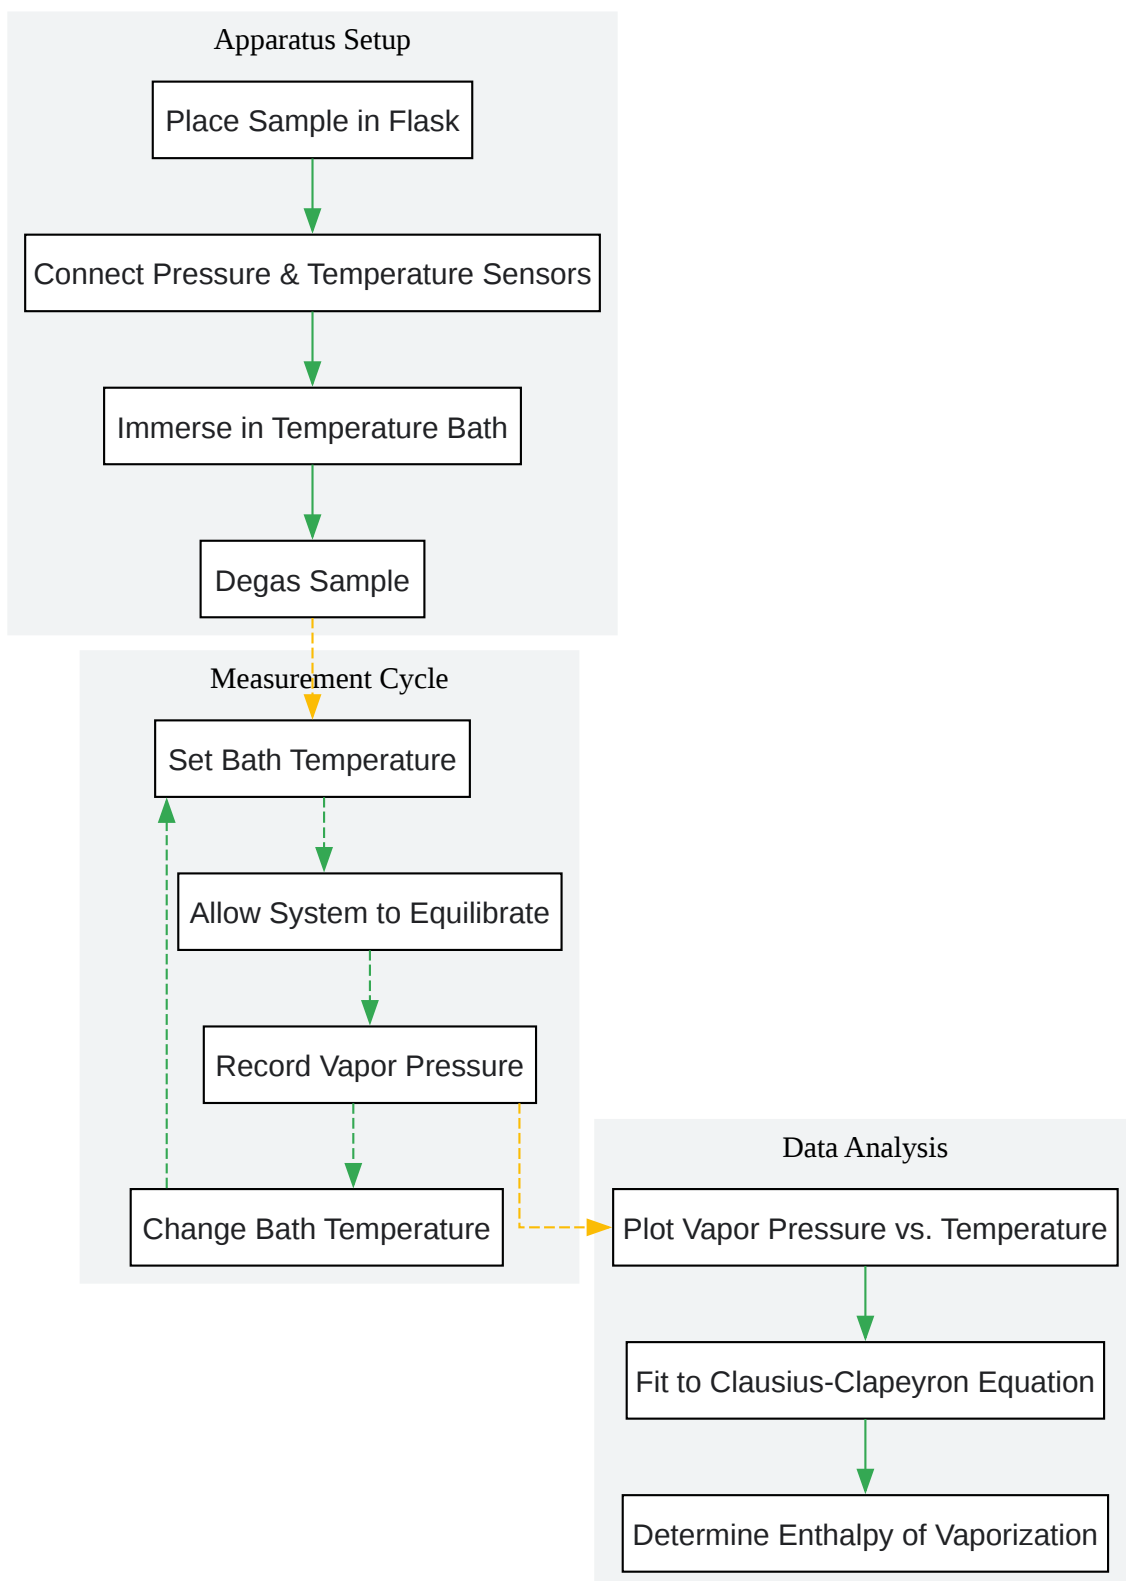 Apparatus Setup
Place Sample in Flask
Connect Pressure & Temperature Sensors
Immerse in Temperature Bath
Degas Sample
Measurement Cycle
Set Bath Temperature
Allow System to Equilibrate
Record Vapor Pressure
Change Bath Temperature
Data Analysis
Plot Vapor Pressure vs. Temperature
Fit to Clausius-Clapeyron Equation
Determine Enthalpy of Vaporization